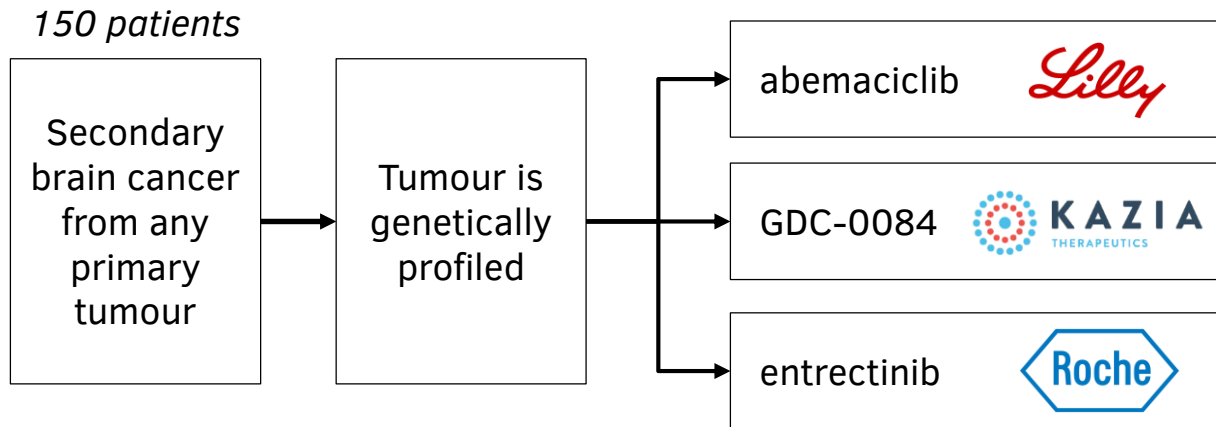 150 patients
Secondary
brain cancer
from any
primary
tumour
Tumour is
genetically
profiled
abemaciclib
Lilly
GDC-0084
KAZIA
THERAPEUTICS
entrectinib
Roche